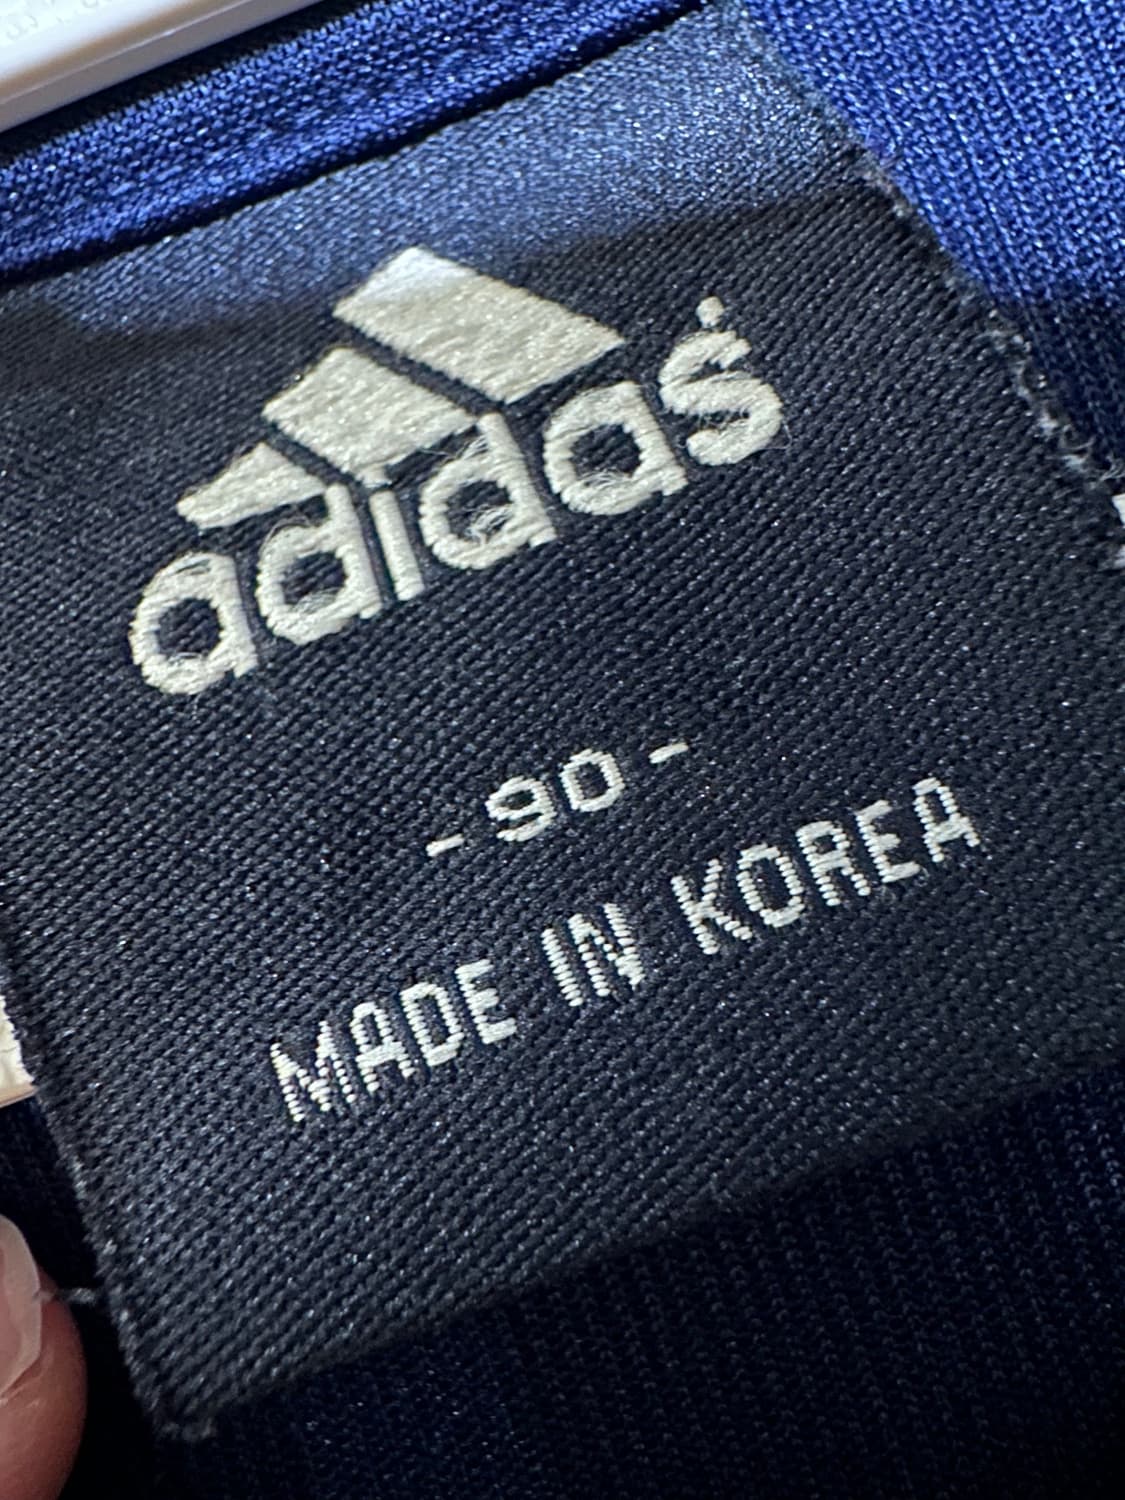 adidas
- 90 -
MADE IN KOREA